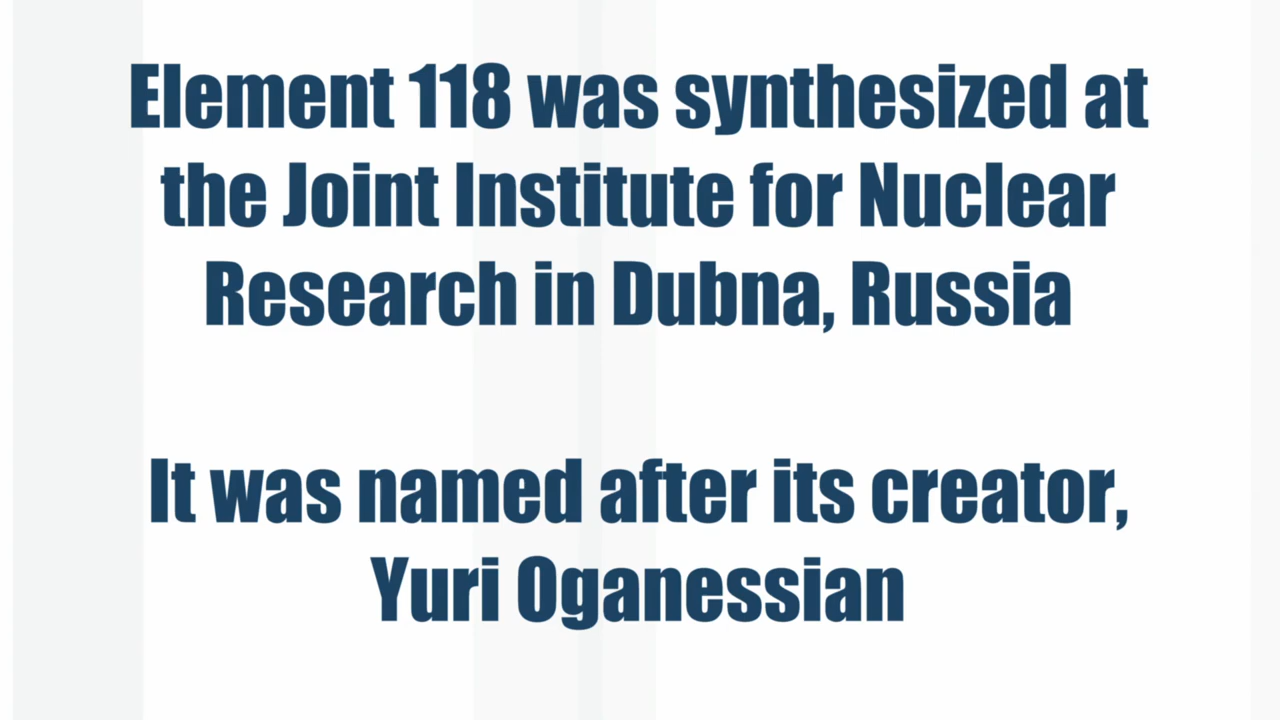 Element 118 was synthesized at
the Joint Institute for Nuclear
Research in Dubna, Russia
It was named after its creator,
Yuri Oganessian